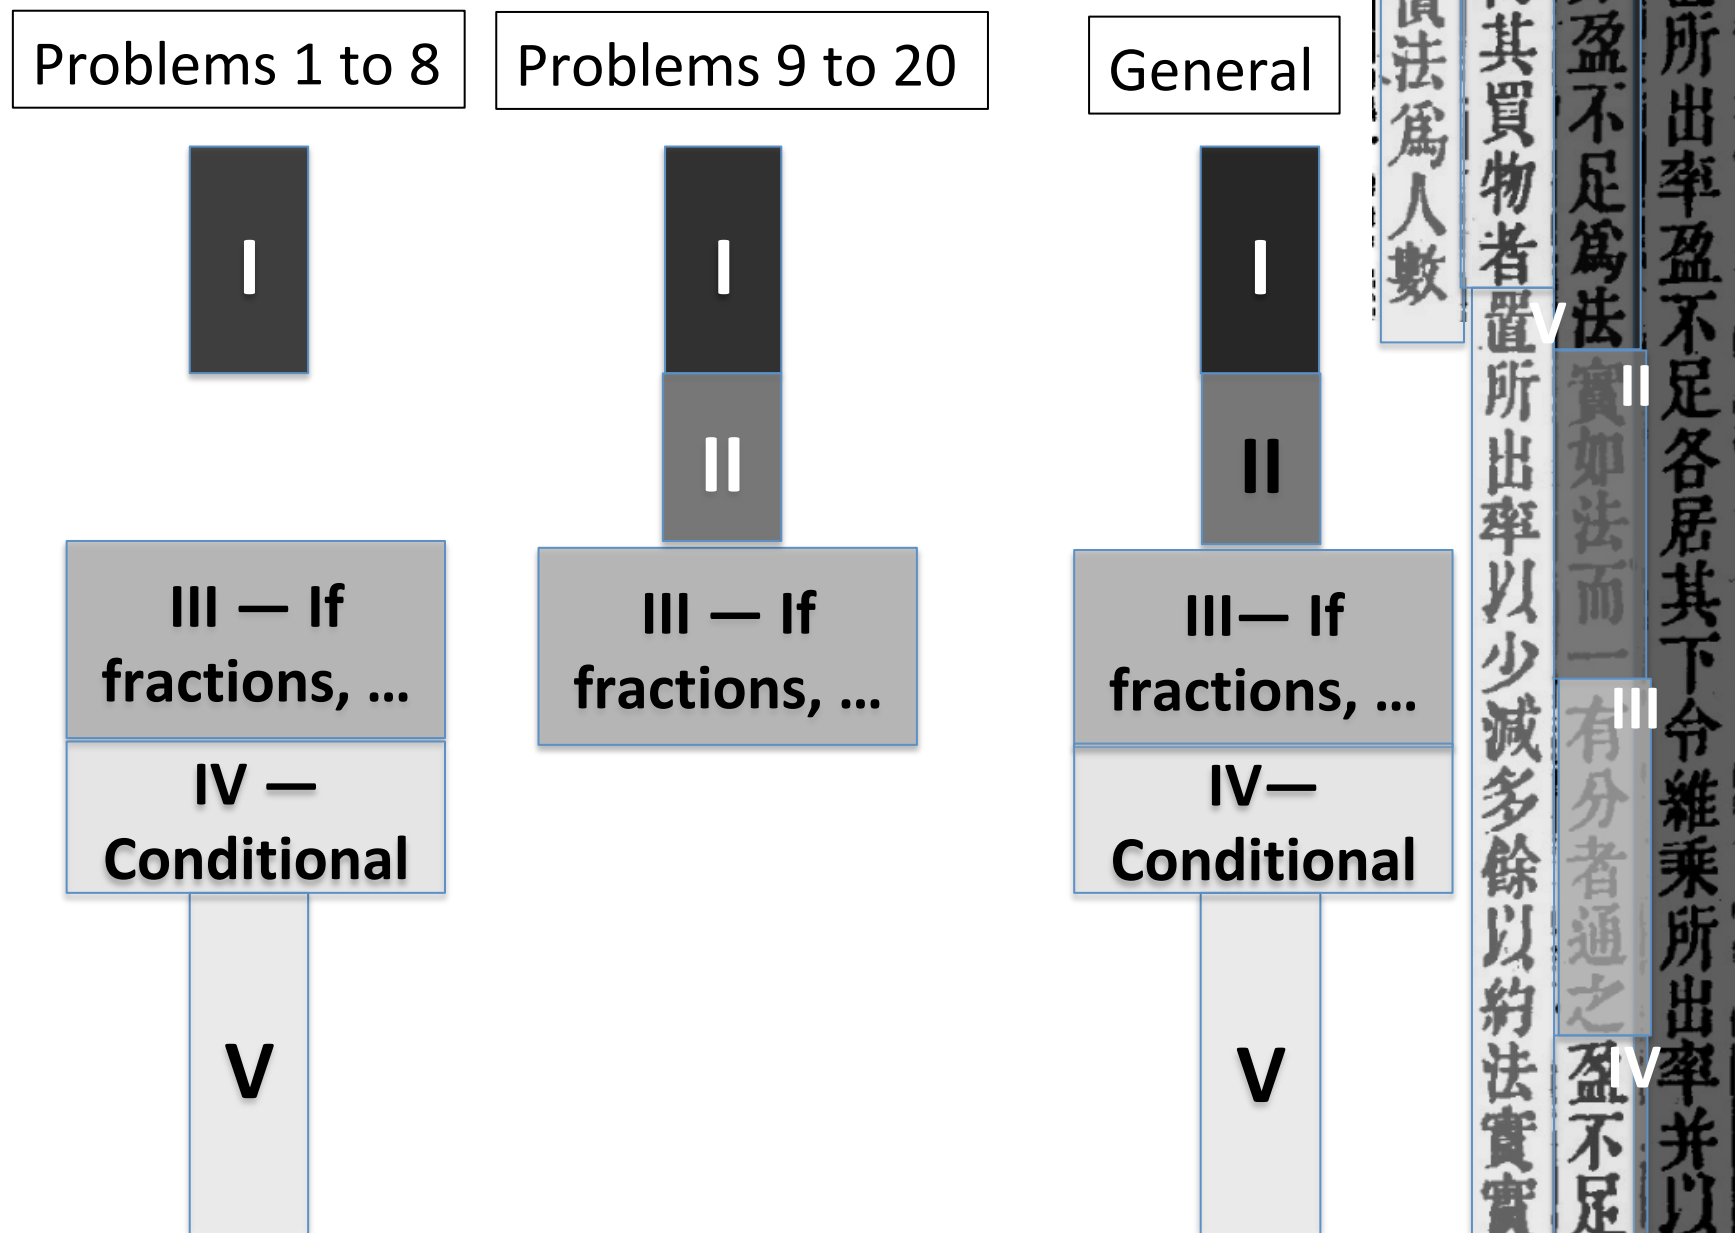 Problems 1 to 8
I
III — If
fractions, ...
IV —
Conditional
V
Problems 9 to 20
I
II
III — If
fractions, ...
General
I
II
III— If
fractions, ...
IV—
Conditional
V
所出率盈不足各居其下令維乘所出率并以
盈不足為法
實如法而一
有分者通之
盈不足
其買物者
置所出率以少減多餘以約法實實
法為人數
II
III
IV
V